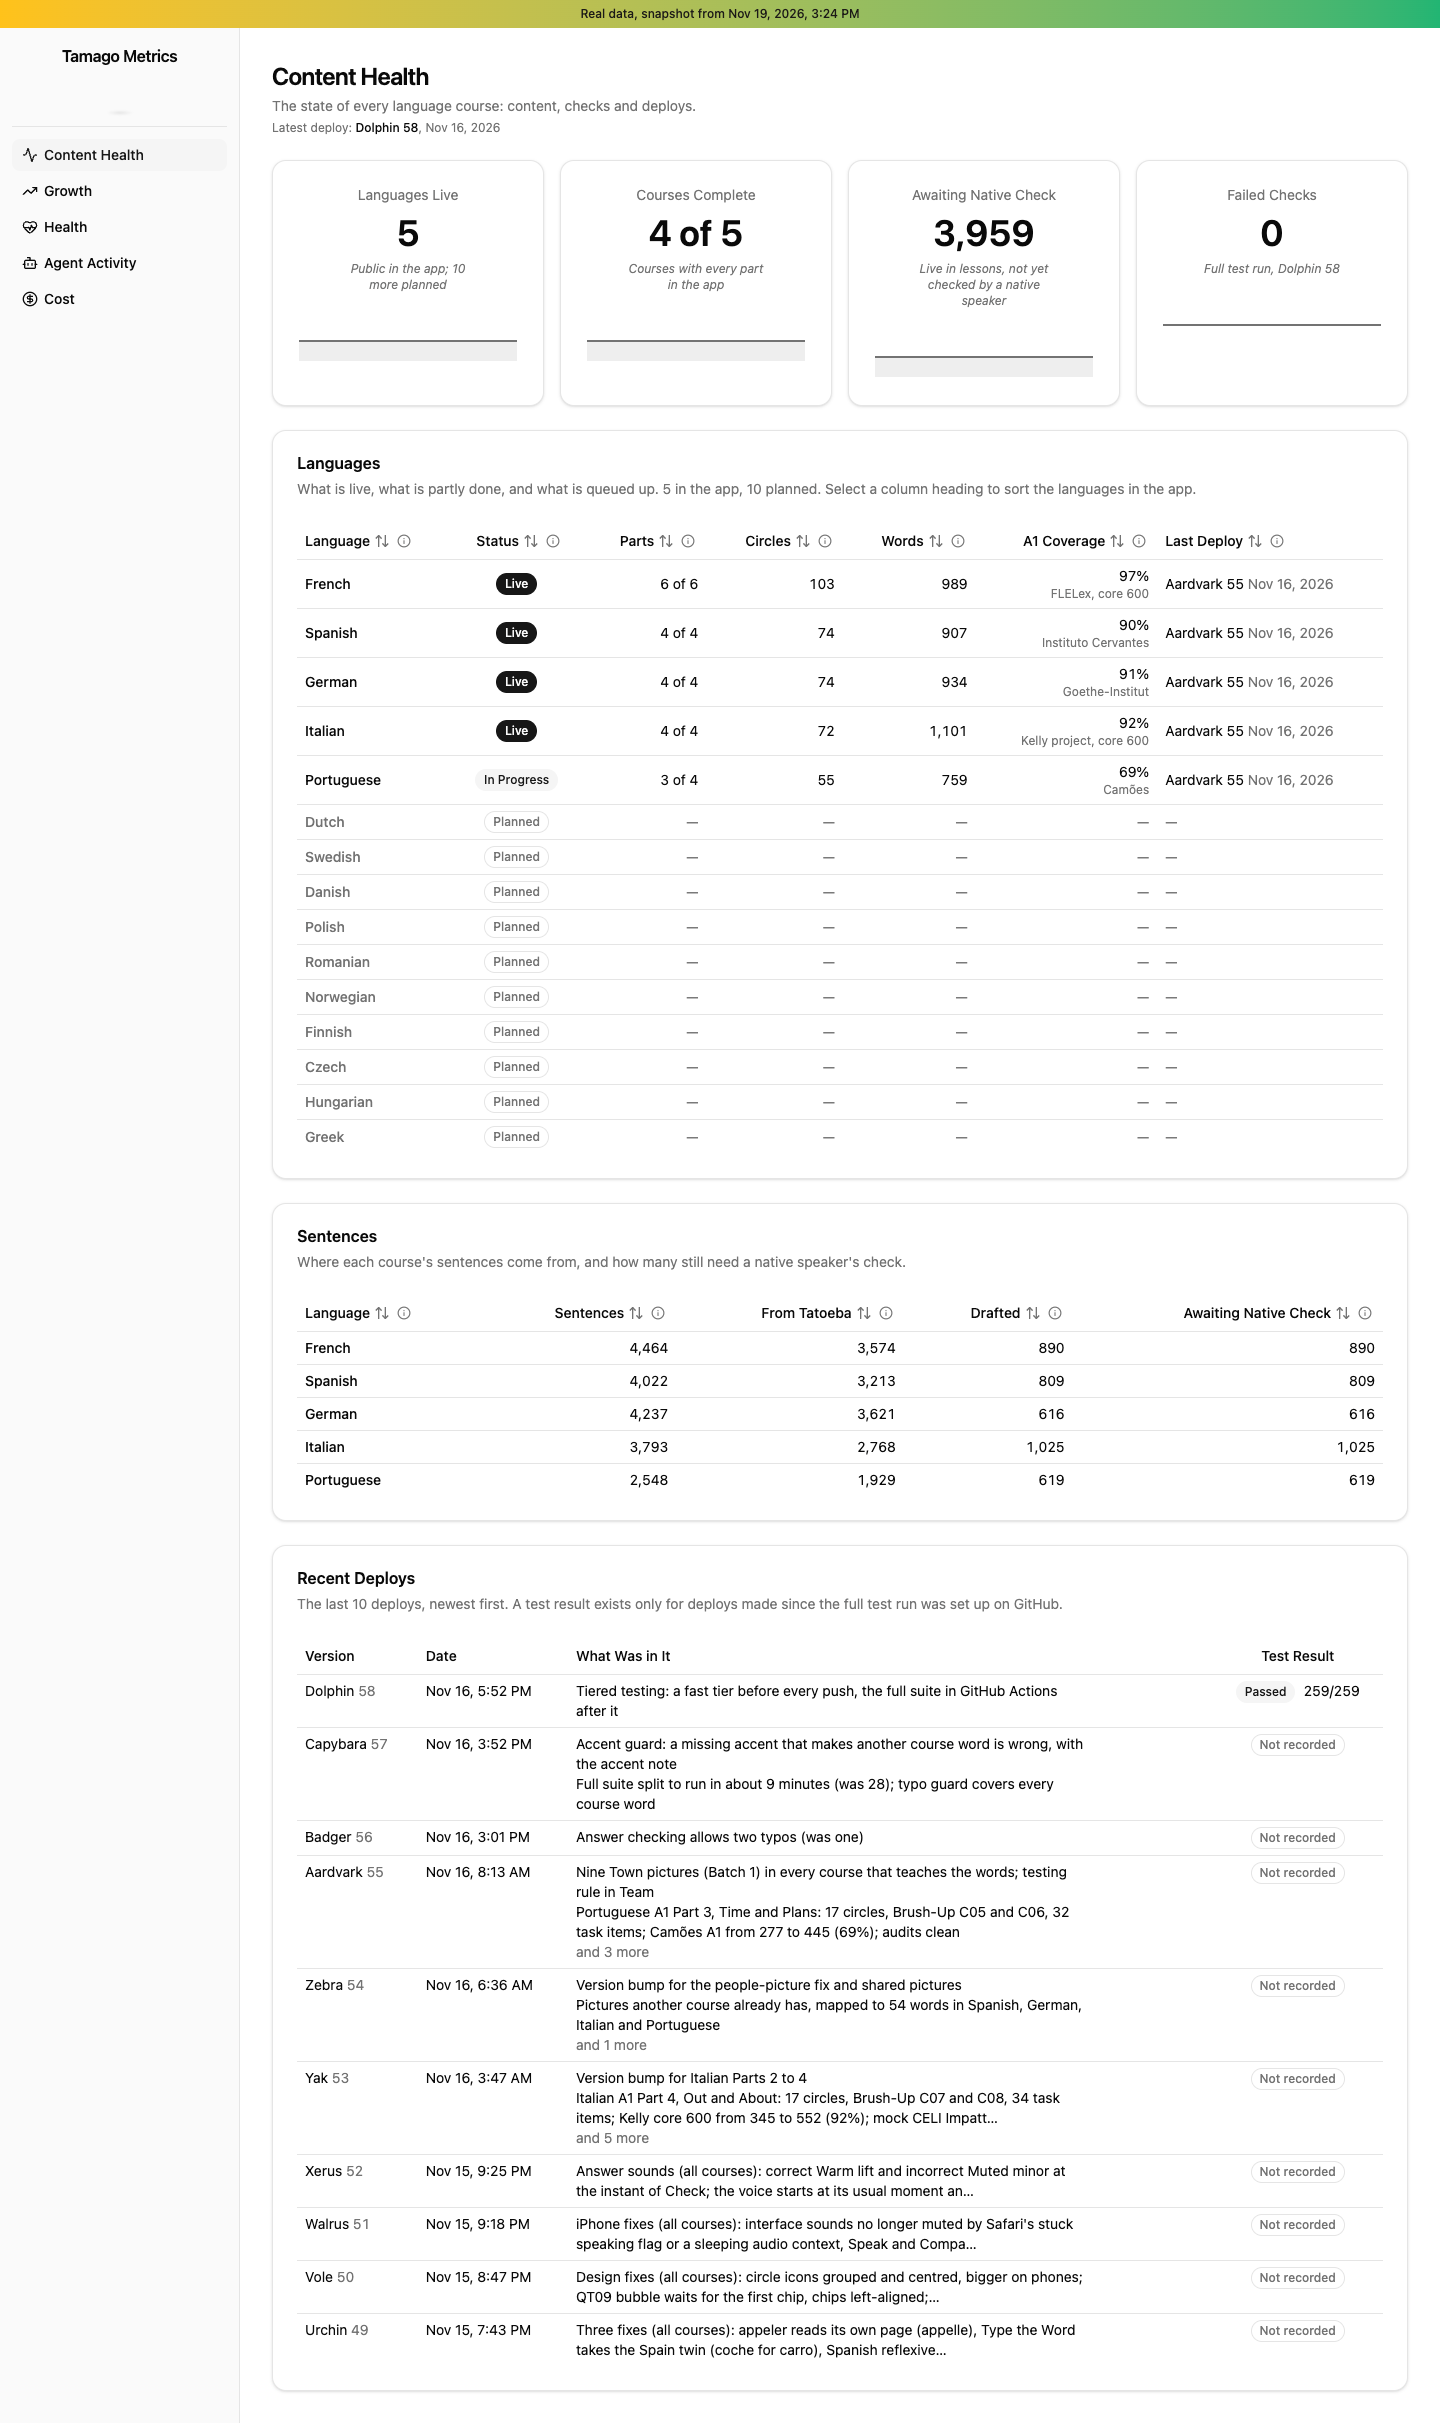 Real data, snapshot from Nov 19, 2026, 3:24 PM
Tamago Metrics
Content Health
Growth
Health
Agent Activity
Cost
Content Health
The state of every language course: content, checks and deploys.
Latest deploy: Dolphin 58, Nov 16, 2026
Languages Live
5
Public in the app; 10
more planned
Courses Complete
4 of 5
Courses with every part
in the app
Awaiting Native Check
3,959
Live in lessons, not yet
checked by a native
speaker
Failed Checks
0
Full test run, Dolphin 58
Languages
What is live, what is partly done, and what is queued up. 5 in the app, 10 planned. Select a column heading to sort the languages in the app.
Language Status Parts Circles Words A1 Coverage Last Deploy
French Live 6 of 6 103 989 97% Aardvark 55 Nov 16, 2026
FLELex, core 600
Spanish Live 4 of 4 74 907 90% Aardvark 55 Nov 16, 2026
Instituto Cervantes
German Live 4 of 4 74 934 91% Aardvark 55 Nov 16, 2026
Goethe-Institut
Italian Live 4 of 4 72 1,101 92% Aardvark 55 Nov 16, 2026
Kelly project, core 600
Portuguese In Progress 3 of 4 55 759 69% Aardvark 55 Nov 16, 2026
Camões
Dutch Planned — — — — —
Swedish Planned — — — — —
Danish Planned — — — — —
Polish Planned — — — — —
Romanian Planned — — — — —
Norwegian Planned — — — — —
Finnish Planned — — — — —
Czech Planned — — — — —
Hungarian Planned — — — — —
Greek Planned — — — — —
Sentences
Where each course's sentences come from, and how many still need a native speaker's check.
Language Sentences From Tatoeba Drafted Awaiting Native Check
French 4,464 3,574 890 890
Spanish 4,022 3,213 809 809
German 4,237 3,621 616 616
Italian 3,793 2,768 1,025 1,025
Portuguese 2,548 1,929 619 619
Recent Deploys
The last 10 deploys, newest first. A test result exists only for deploys made since the full test run was set up on GitHub.
Version Date What Was in It Test Result
Dolphin 58 Nov 16, 5:52 PM Tiered testing: a fast tier before every push, the full suite in GitHub Actions Passed 259/259
after it
Capybara 57 Nov 16, 3:52 PM Accent guard: a missing accent that makes another course word is wrong, with Not recorded
the accent note
Full suite split to run in about 9 minutes (was 28); typo guard covers every
course word
Badger 56 Nov 16, 3:01 PM Answer checking allows two typos (was one) Not recorded
Aardvark 55 Nov 16, 8:13 AM Nine Town pictures (Batch 1) in every course that teaches the words; testing Not recorded
rule in Team
Portuguese A1 Part 3, Time and Plans: 17 circles, Brush-Up C05 and C06, 32
task items; Camões A1 from 277 to 445 (69%); audits clean
and 3 more
Zebra 54 Nov 16, 6:36 AM Version bump for the people-picture fix and shared pictures Not recorded
Pictures another course already has, mapped to 54 words in Spanish, German,
Italian and Portuguese
and 1 more
Yak 53 Nov 16, 3:47 AM Version bump for Italian Parts 2 to 4 Not recorded
Italian A1 Part 4, Out and About: 17 circles, Brush-Up C07 and C08, 34 task
items; Kelly core 600 from 345 to 552 (92%); mock CELI Impatt...
and 5 more
Xerus 52 Nov 15, 9:25 PM Answer sounds (all courses): correct Warm lift and incorrect Muted minor at Not recorded
the instant of Check; the voice starts at its usual moment an...
Walrus 51 Nov 15, 9:18 PM iPhone fixes (all courses): interface sounds no longer muted by Safari's stuck Not recorded
speaking flag or a sleeping audio context, Speak and Compa...
Vole 50 Nov 15, 8:47 PM Design fixes (all courses): circle icons grouped and centred, bigger on phones; Not recorded
QT09 bubble waits for the first chip, chips left-aligned;...
Urchin 49 Nov 15, 7:43 PM Three fixes (all courses): appeler reads its own page (appelle), Type the Word Not recorded
takes the Spain twin (coche for carro), Spanish reflexive...